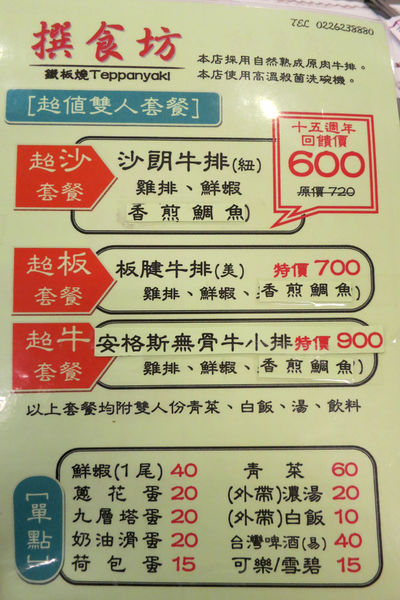 TEL 0226238880
撰食坊
鐵板燒Teppanyaki
本店採用自然熟成原肉牛排。
本店使用高溫殺菌洗碗機。
[超值雙人套餐]
超沙套餐
沙朗牛排(紐)
雞排、鮮蝦
香煎鯛魚)
十五週年
回饋價
600
原價720
超板套餐
板腱牛排(美) 特價 700
雞排、鮮蝦、香煎鯛魚
超牛套餐
安格斯無骨牛小排特價 900
雞排、鮮蝦、香煎鯛魚
以上套餐均附雙人份青菜、白飯、湯、飲料
[單點]
鮮蝦(1尾) 40 青菜 60
蔥花蛋 20 (外帶)濃湯 20
九層塔蛋 20 (外帶)白飯 10
奶油滑蛋 20 台灣啤酒(易) 40
荷包蛋 15 可樂/雪碧 15